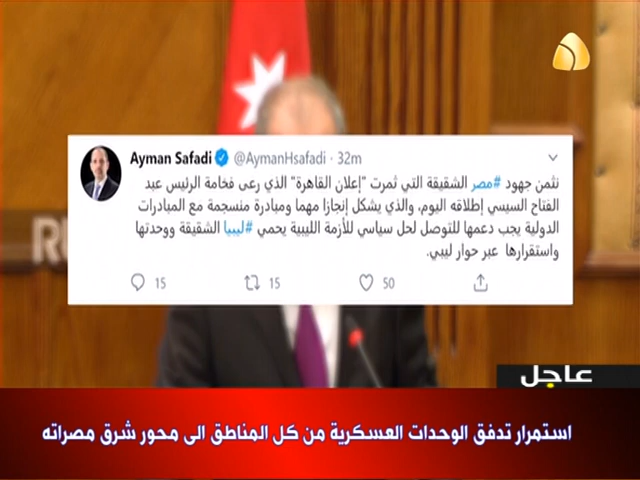 Ayman Safadi @AymanHsafadi · 32m
نثمن جهود #مصر الشقيقة التي ثمرت "إعلان القاهرة" الذي رعى فخامة الرئيس عبد
الفتاح السيسي إطلاقه اليوم، والذي يشكل إنجازا مهما ومبادرة منسجمة مع المبادرات
الدولية يجب دعمها للتوصل لحل سياسي للأزمة الليبية يحمي #ليبيا الشقيقة ووحدتها
واستقرارها عبر حوار ليبي.
15 15 50
عاجل
استمرار تدفق الوحدات العسكرية من كل المناطق الى محور شرق مصراته